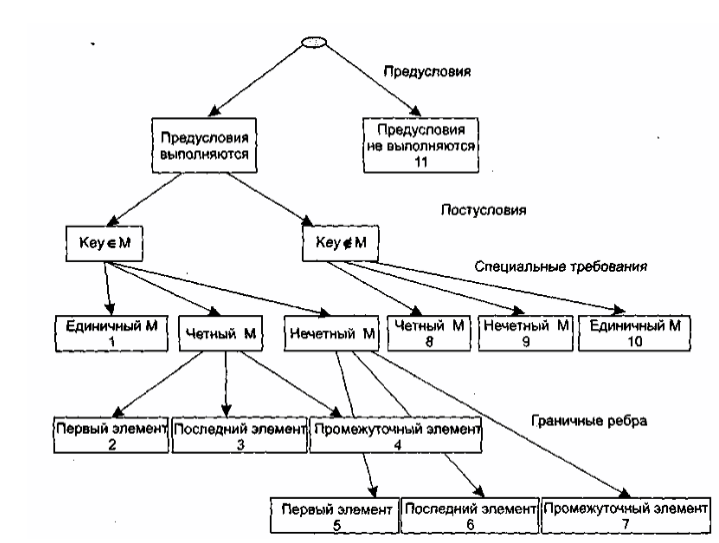 Предусловия
Предусловия
выполняются
Предусловия
не выполняются
11
Постусловия
Key ∈ M
Key ∉ M
Специальные требования
Единичный М
1
Четный М
Нечетный М
Четный М
8
Нечетный М
9
Единичный М
10
Граничные ребра
Первый элемент
2
Последний элемент
3
Промежуточный элемент
4
Первый элемент
5
Последний элемент
6
Промежуточный элемент
7